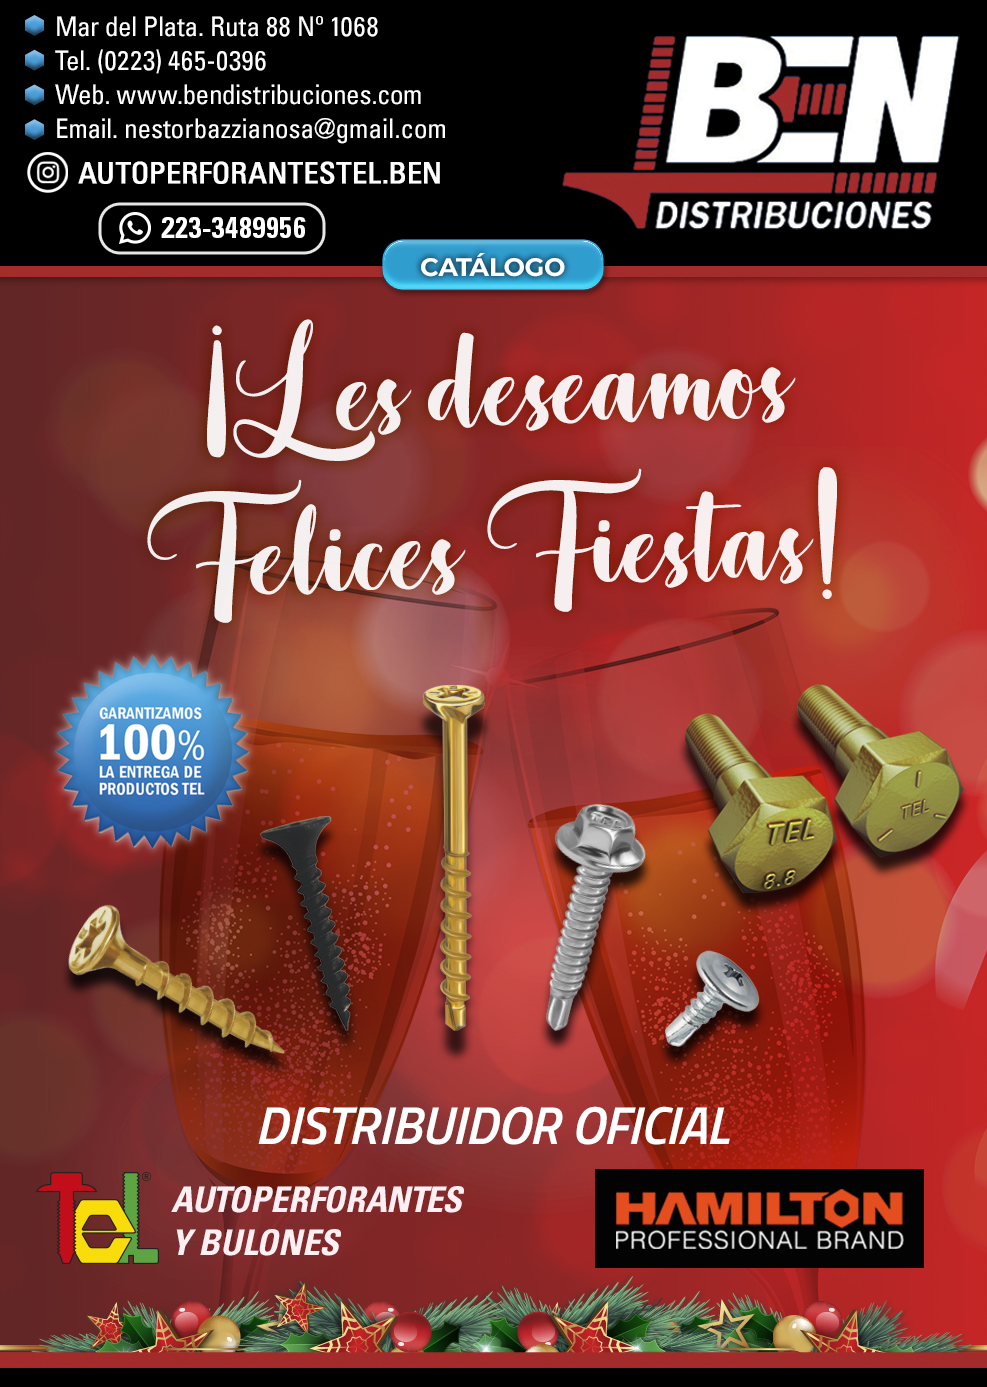 Mar del Plata. Ruta 88 Nº 1068
Tel. (0223) 465-0396
Web. www.bendistribuciones.com
Email. nestorbazzianosa@gmail.com
AUTOPERFORANTESTEL.BEN
223-3489956
BEN
DISTRIBUCIONES
CATÁLOGO
¡Les deseamos
Felices Fiestas!
GARANTIZAMOS
100%
LA ENTREGA DE
PRODUCTOS TEL
TEL
TEL
8.8
TEL
DISTRIBUIDOR OFICIAL
TEL®
AUTOPERFORANTES
Y BULONES
HAMILTON
PROFESSIONAL BRAND